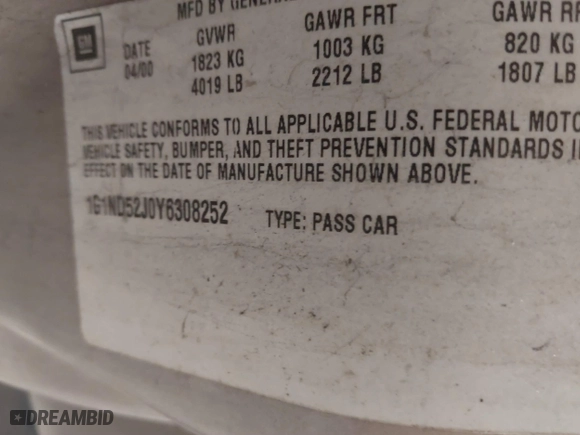 MFD BY GENERA
GM
DATE GVWR GAWR FRT GAWR RR
04/00 1823 KG 1003 KG 820 KG
4019 LB 2212 LB 1807 LB
THIS VEHICLE CONFORMS TO ALL APPLICABLE U.S. FEDERAL MOTO
VEHICLE SAFETY, BUMPER, AND THEFT PREVENTION STANDARDS I
EFFECT ON THE DATE OF MANUFACTURE SHOWN ABOVE.
1G1ND52J0Y6308252 TYPE: PASS CAR
DREAMBID